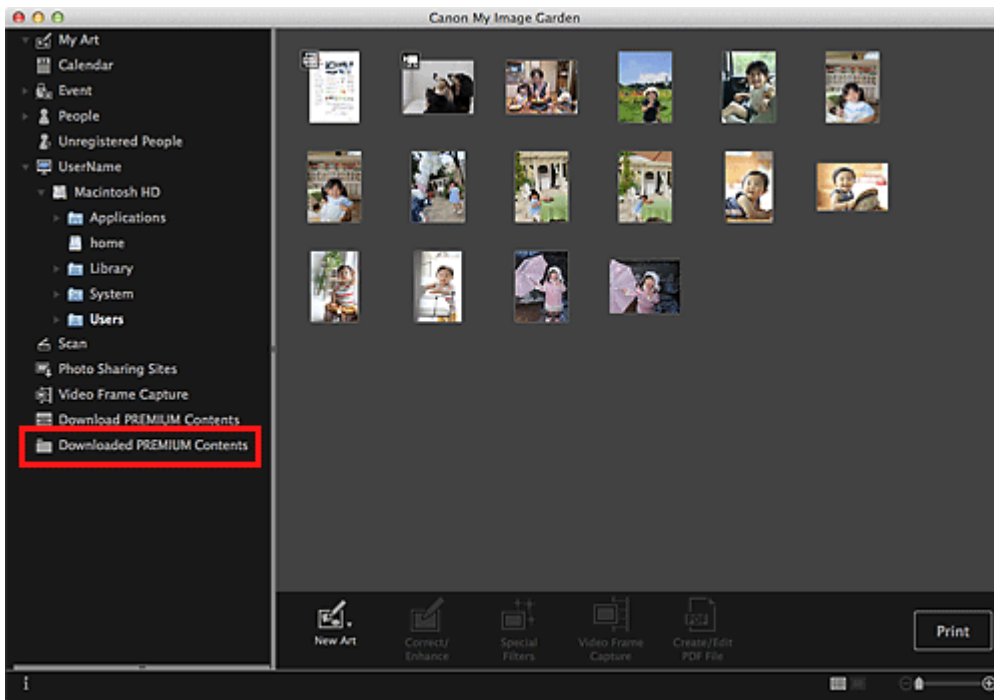 Canon My Image Garden
My Art
Calendar
Event
People
Unregistered People
UserName
Macintosh HD
Applications
home
Library
System
Users
Scan
Photo Sharing Sites
Video Frame Capture
Download PREMIUM Contents
Downloaded PREMIUM Contents
New Art
Correct/
Enhance
Special
Filters
Video Frame
Capture
Create/Edit
PDF File
Print